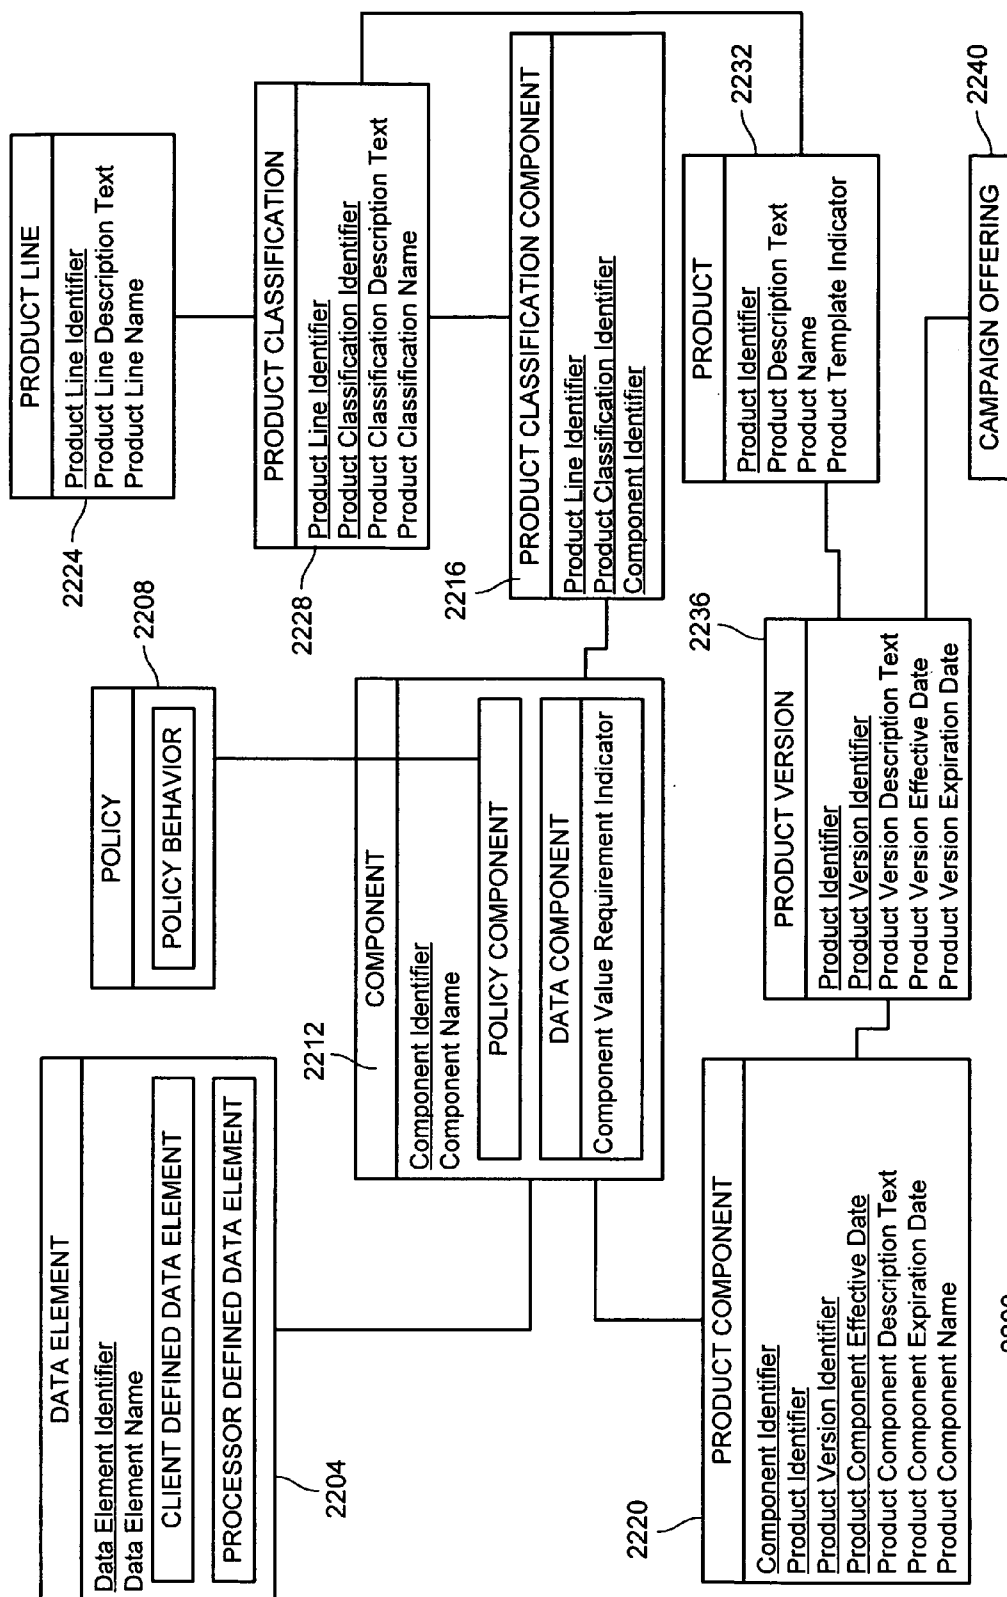 DATA ELEMENT
Data Element Identifier
Data Element Name
CLIENT DEFINED DATA ELEMENT
PROCESSOR DEFINED DATA ELEMENT
2204
POLICY
POLICY BEHAVIOR
2208
PRODUCT LINE
Product Line Identifier
Product Line Description Text
Product Line Name
2224
PRODUCT CLASSIFICATION
Product Line Identifier
Product Classification Identifier
Product Classification Description Text
Product Classification Name
2228
COMPONENT
Component Identifier
Component Name
POLICY COMPONENT
DATA COMPONENT
Component Value Requirement Indicator
2212
PRODUCT CLASSIFICATION COMPONENT
Product Line Identifier
Product Classification Identifier
Component Identifier
2216
PRODUCT COMPONENT
Component Identifier
Product Identifier
Product Version Identifier
Product Component Effective Date
Product Component Description Text
Product Component Expiration Date
Product Component Name
2220
PRODUCT VERSION
Product Identifier
Product Version Identifier
Product Version Description Text
Product Version Effective Date
Product Version Expiration Date
2236
PRODUCT
Product Identifier
Product Description Text
Product Name
Product Template Indicator
2232
CAMPAIGN OFFERING
2240